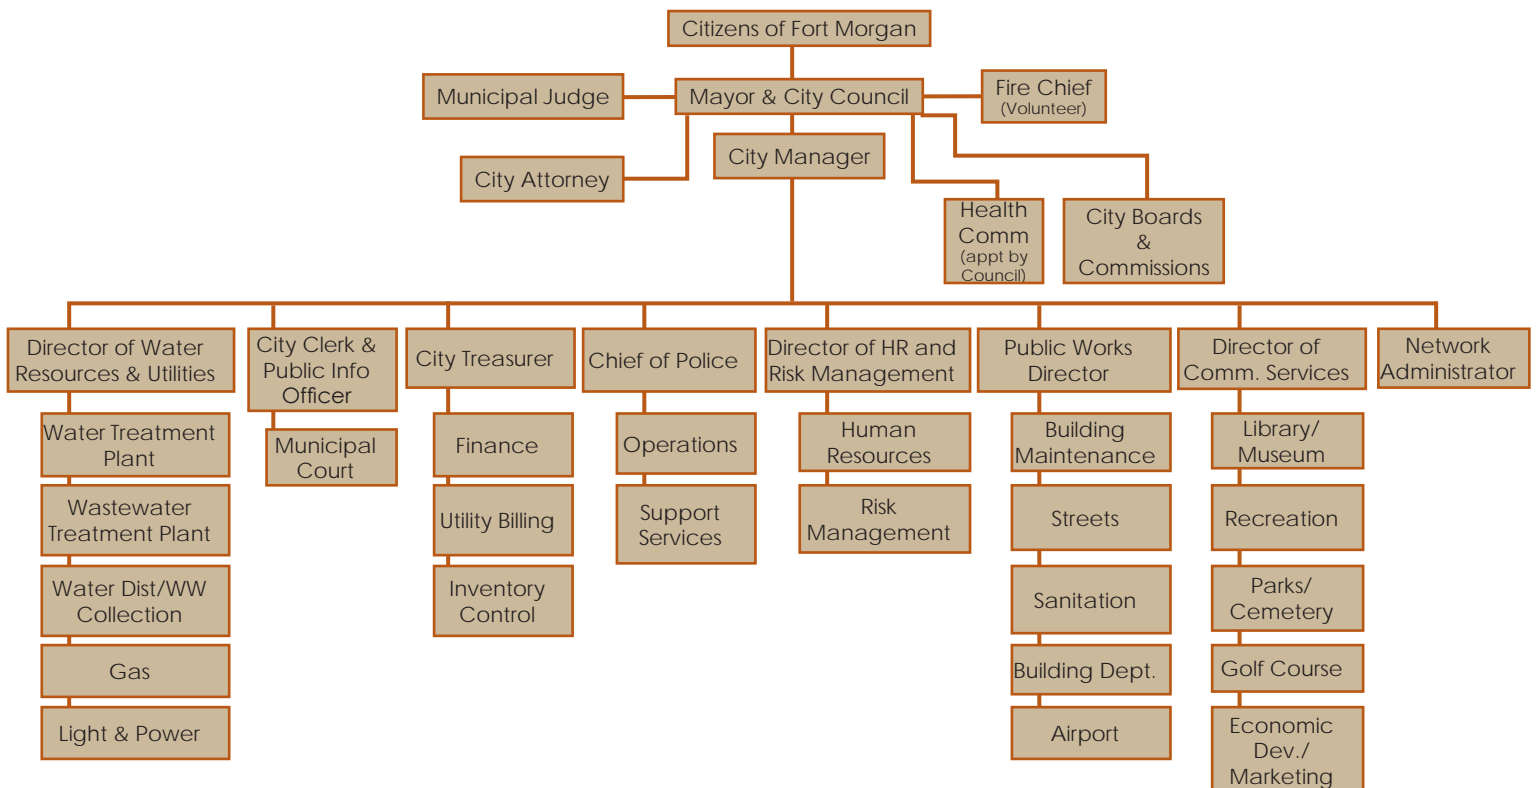 Citizens of Fort Morgan
Municipal Judge
Mayor & City Council
Fire Chief
(Volunteer)
City Manager
City Attorney
Health
Comm
(appt by
Council)
City Boards
&
Commissions
Director of Water
Resources & Utilities
City Clerk &
Public Info
Officer
City Treasurer
Chief of Police
Director of HR and
Risk Management
Public Works
Director
Director of
Comm. Services
Network
Administrator
Water Treatment
Plant
Wastewater
Treatment Plant
Water Dist/WW
Collection
Gas
Light & Power
Municipal
Court
Finance
Utility Billing
Inventory
Control
Operations
Support
Services
Human
Resources
Risk
Management
Building
Maintenance
Streets
Sanitation
Building Dept.
Airport
Library/
Museum
Recreation
Parks/
Cemetery
Golf Course
Economic
Dev./
Marketing